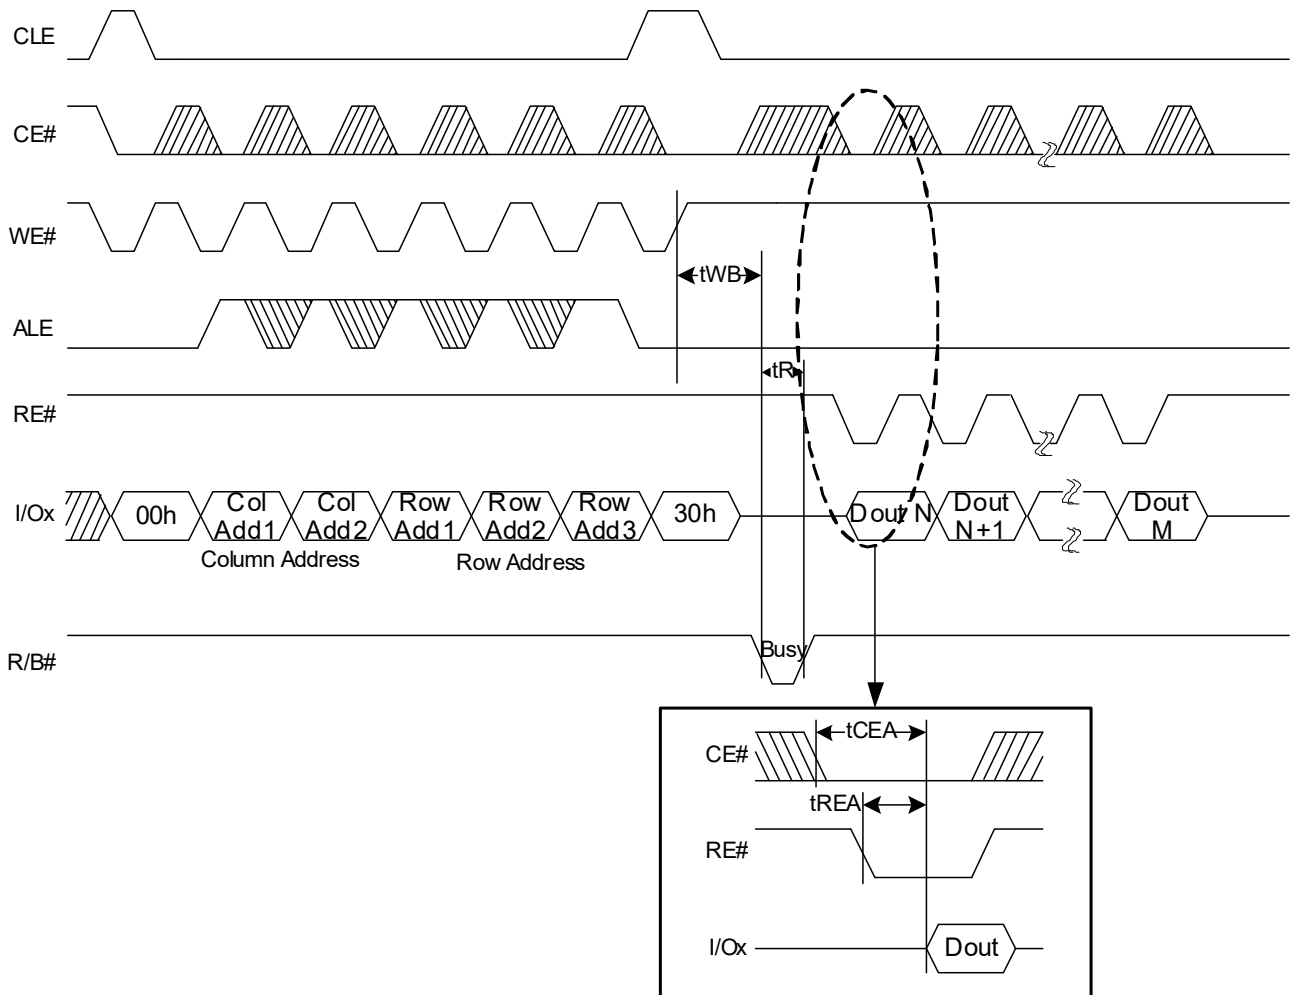 CLE
CE#
WE#
tWB
ALE
tR
RE#
I/Ox
00h
Col
Add1
Col
Add2
Row
Add1
Row
Add2
Row
Add3
30h
Dout N
Dout
N+1
Dout
M
Column Address
Row Address
R/B#
Busy
tCEA
CE#
tREA
RE#
I/Ox
Dout